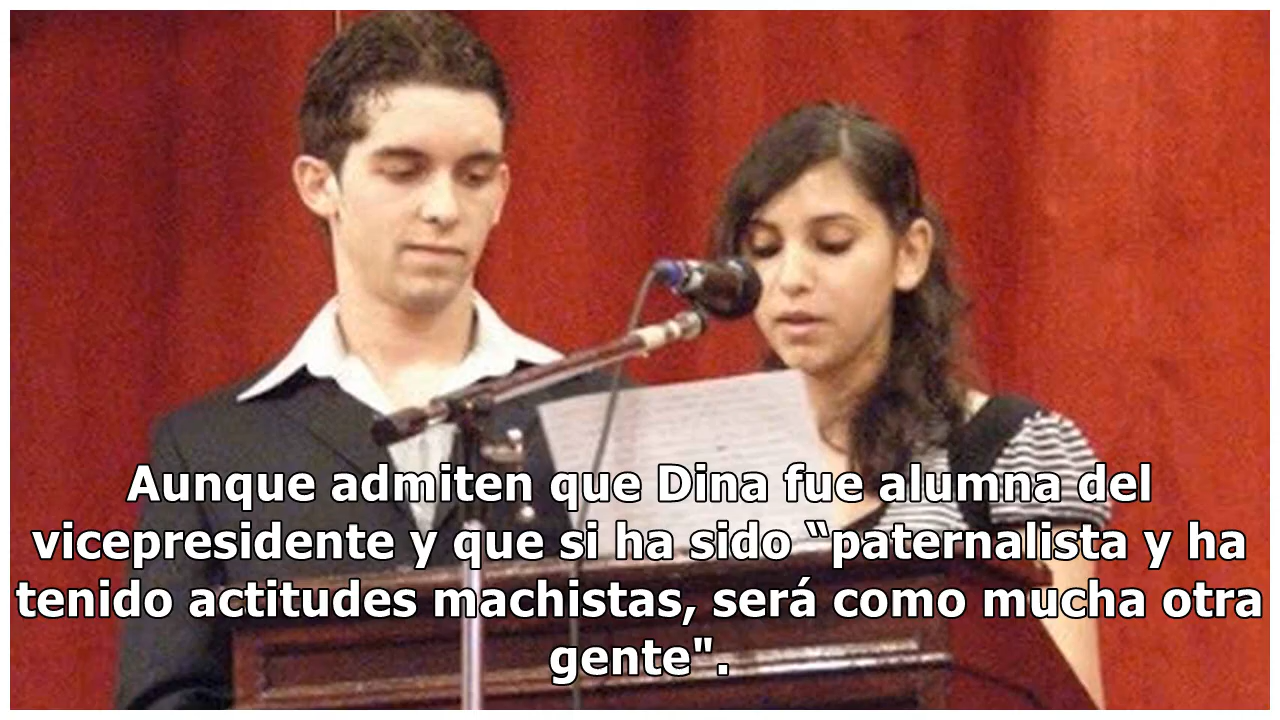 Aunque admiten que Dina fue alumna del
vicepresidente y que si ha sido “paternalista y ha
tenido actitudes machistas, será como mucha otra
gente".